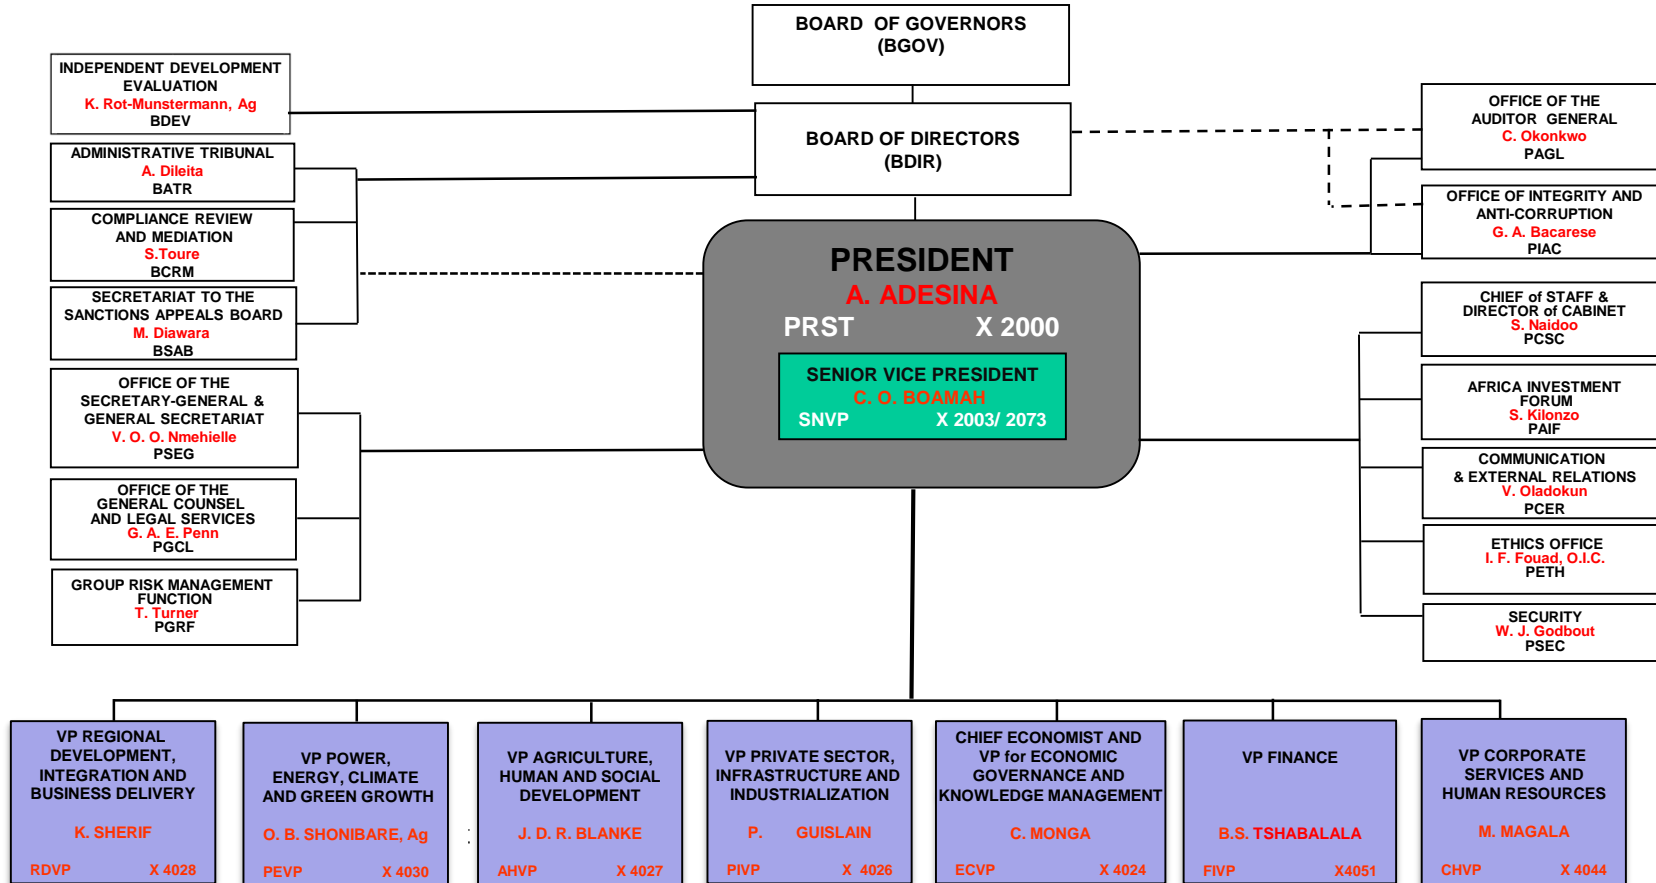 BOARD OF GOVERNORS
(BGOV)
INDEPENDENT DEVELOPMENT
EVALUATION
K. Rot-Munstermann, Ag
BDEV
BOARD OF DIRECTORS
(BDIR)
OFFICE OF THE
AUDITOR GENERAL
C. Okonkwo
PAGL
ADMINISTRATIVE TRIBUNAL
A. Dileita
BATR
OFFICE OF INTEGRITY AND
ANTI-CORRUPTION
G. A. Bacarese
PIAC
COMPLIANCE REVIEW
AND MEDIATION
S.Toure
BCRM
PRESIDENT
A. ADESINA
PRST X 2000
SENIOR VICE PRESIDENT
C. O. BOAMAH
SNVP X 2003/ 2073
SECRETARIAT TO THE
SANCTIONS APPEALS BOARD
M. Diawara
BSAB
CHIEF of STAFF &
DIRECTOR of CABINET
S. Naidoo
PCSC
OFFICE OF THE
SECRETARY-GENERAL &
GENERAL SECRETARIAT
V. O. O. Nmehielle
PSEG
AFRICA INVESTMENT
FORUM
S. Kilonzo
PAIF
COMMUNICATION
& EXTERNAL RELATIONS
V. Oladokun
PCER
OFFICE OF THE
GENERAL COUNSEL
AND LEGAL SERVICES
G. A. E. Penn
PGCL
ETHICS OFFICE
I. F. Fouad, O.I.C.
PETH
GROUP RISK MANAGEMENT
FUNCTION
T. Turner
PGRF
SECURITY
W. J. Godbout
PSEC
VP REGIONAL
DEVELOPMENT,
INTEGRATION AND
BUSINESS DELIVERY
K. SHERIF
RDVP X 4028
VP POWER,
ENERGY, CLIMATE
AND GREEN GROWTH
O. B. SHONIBARE, Ag
PEVP X 4030
:
VP AGRICULTURE,
HUMAN AND SOCIAL
DEVELOPMENT
J. D. R. BLANKE
AHVP X 4027
VP PRIVATE SECTOR,
INFRASTRUCTURE AND
INDUSTRIALIZATION
P. GUISLAIN
PIVP X 4026
CHIEF ECONOMIST AND
VP for ECONOMIC
GOVERNANCE AND
KNOWLEDGE MANAGEMENT
C. MONGA
ECVP X 4024
VP FINANCE
B.S. TSHABALALA
FIVP X4051
VP CORPORATE
SERVICES AND
HUMAN RESOURCES
M. MAGALA
CHVP X 4044